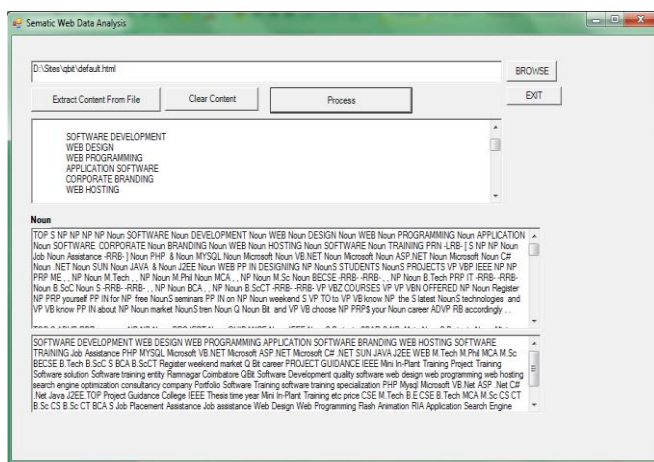 Sematic Web Data Analysis
D:\Sites\qbit\default.html
BROWSE
Extract Content From File
Clear Content
Process
EXIT
SOFTWARE DEVELOPMENT
WEB DESIGN
WEB PROGRAMMING
APPLICATION SOFTWARE
CORPORATE BRANDING
WEB HOSTING
Noun
TOP S NP NP NP NP Noun SOFTWARE Noun DEVELOPMENT Noun WEB Noun DESIGN Noun WEB Noun PROGRAMMING Noun APPLICATION
Noun SOFTWARE CORPORATE Noun BRANDING Noun WEB Noun HOSTING Noun SOFTWARE Noun TRAINING PRN -LRB- [ S NP NP Noun
Job Noun Assistance -RRB- ] Noun PHP & Noun MYSQL Noun Microsoft Noun VB.NET Noun Microsoft Noun ASP.NET Noun Microsoft Noun C#
Noun .NET Noun SUN Noun JAVA & Noun J2EE Noun WEB PP IN DESIGNING NP NounS STUDENTS NounS PROJECTS VP VBP IEEE NP NP
PRP ME , , NP Noun M.Tech , , NP Noun M.Phil Noun MCA , , NP Noun M.Sc Noun BECSE -RRB- -RRB- , , NP Noun B.Tech PRP IT -RRB- -RRB-
Noun B.ScC Noun S -RRB- -RRB- , , NP Noun BCA , , NP Noun B.ScCT -RRB- -RRB- VP VBZ COURSES VP VP VBN OFFERED NP Noun Register
NP PRP yourself PP IN for NP free NounS seminars PP IN on NP Noun weekend S VP TO to VP VB know NP the S latest NounS technologies and
VP VB know PP IN about NP Noun market NounS tren Noun Q Noun Bit and VP VB choose NP PRP$ your Noun career ADVP RB accordingly . .
SOFTWARE DEVELOPMENT WEB DESIGN WEB PROGRAMMING APPLICATION SOFTWARE BRANDING WEB HOSTING SOFTWARE
TRAINING Job Assistance PHP MYSQL Microsoft VB.NET Microsoft ASP.NET Microsoft C# .NET SUN JAVA J2EE WEB M.Tech M.Phil MCA M.Sc
BECSE B.Tech B.ScC S BCA B.ScCT Register weekend market Q Bit career PROJECT GUIDANCE IEEE Mini In-Plant Training Project Training
Software solution Software training entity Ramnagar Coimbatore QBit Software Development quality software web design web programming web hosting
search engine optimization consultancy company Portfolio Software Training software training specialization PHP Mysql Microsoft VB.Net ASP .Net C#
.Net Java J2EE.TOP Project Guidance College IEEE Thesis time year Mini In-Plant Training etc price CSE M.Tech B.E CSE B.Tech MCA M.Sc CS CT
B.Sc CS B.Sc CT BCA S Job Placement Assistance Job assistance Web Design Web Programming Flash Animation RIA Application Search Engine